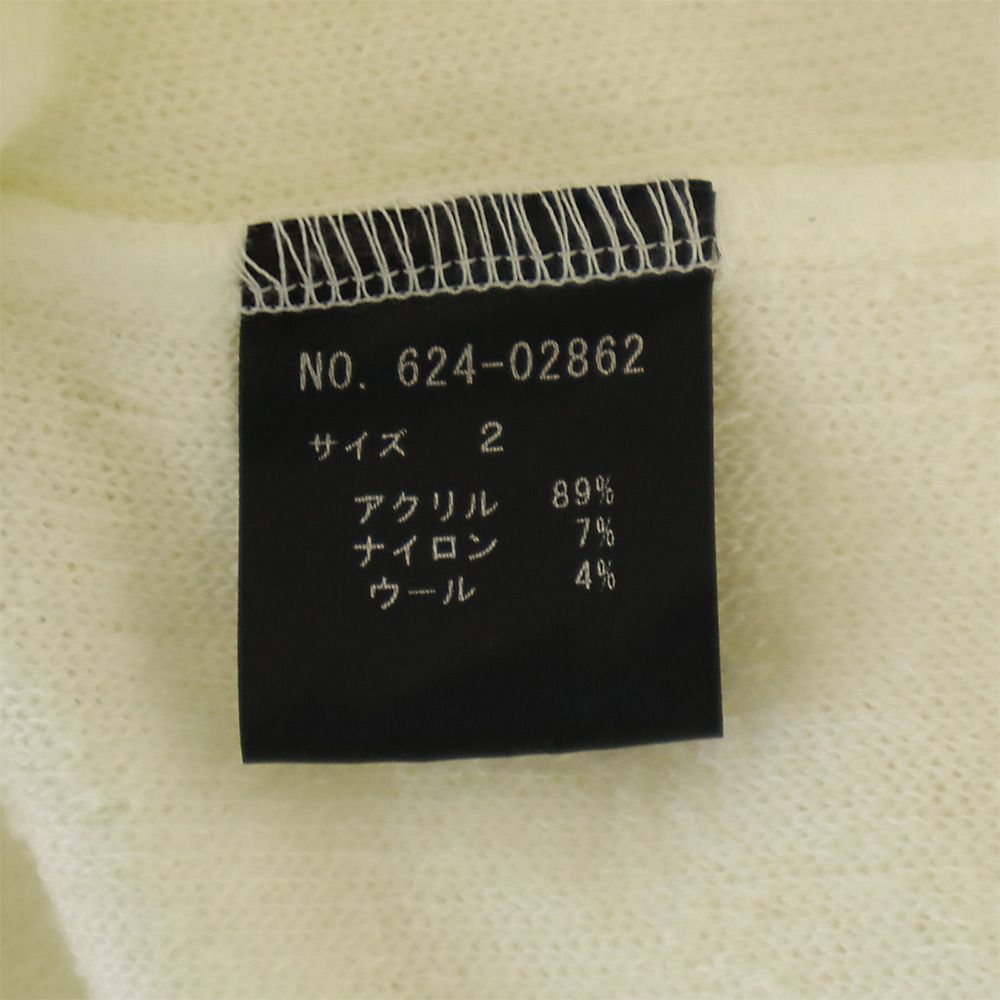 NO. 624-02862
サイズ 2
アクリル 89%
ナイロン 7%
ウール 4%